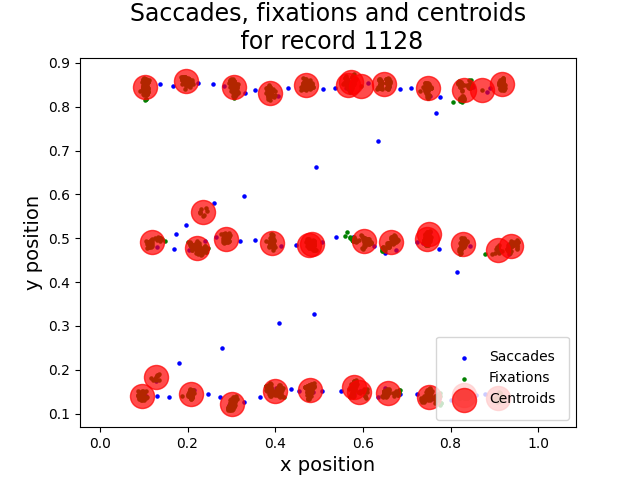 Saccades, fixations and centroids
for record 1128
0.9
0.8
0.7
0.6
0.5
0.4
0.3
0.2
0.1
y position
Saccades
Fixations
Centroids
0.0
0.2
0.4
0.6
0.8
1.0
x position